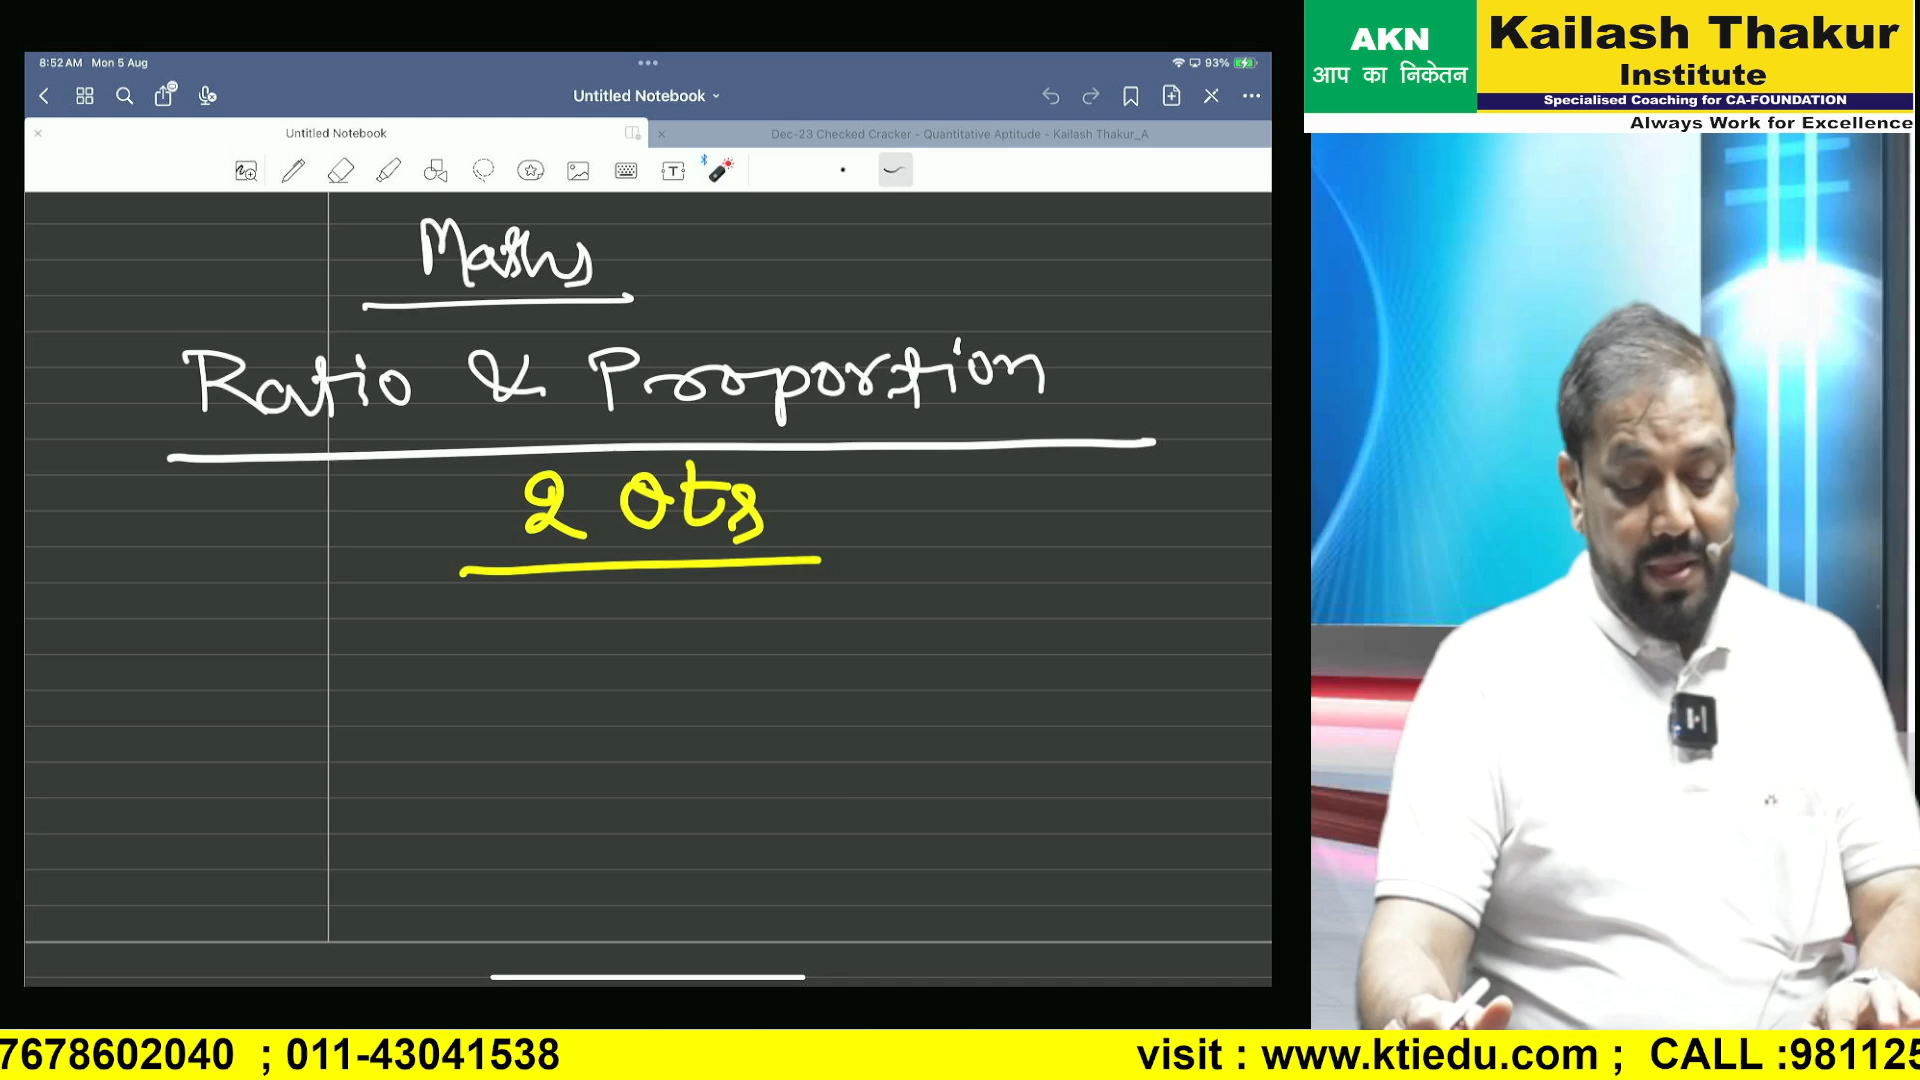 AKN
आप का निकेतन
Kailash Thakur
Institute
Specialised Coaching for CA-FOUNDATION
Always Work for Excellence
8:52 AM Mon 5 Aug
93%
Untitled Notebook
Untitled Notebook
Dec-23 Checked Cracker - Quantitative Aptitude - Kailash Thakur_A
Maths
Ratio & Proportion
2 Qts
7678602040 ; 011-43041538
visit : www.ktiedu.com ; CALL :981125